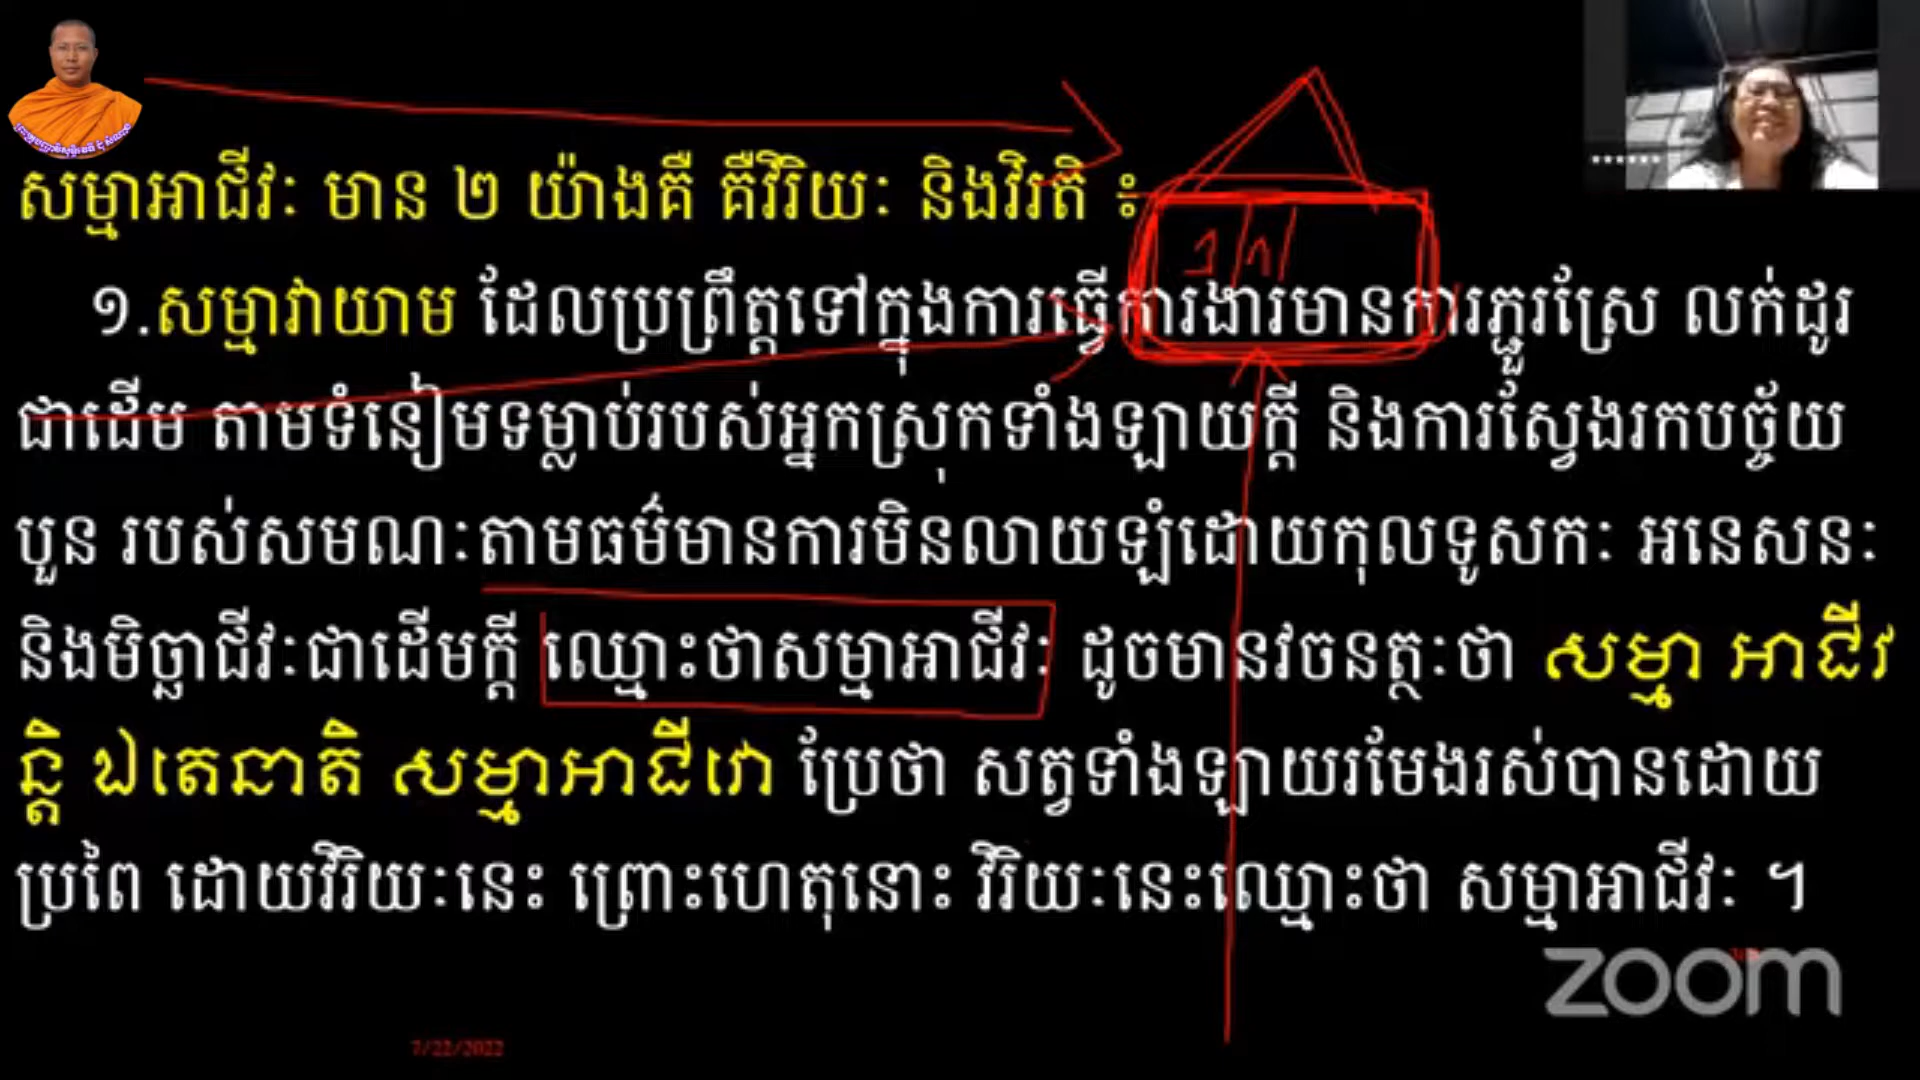 សម្មាអាជីវៈ មាន ២ យ៉ាងគឺ គឺវិរិយៈ និងវិរតិ ៖
១.សម្មាវាយាម ដែលប្រព្រឹត្តទៅក្នុងការធ្វើការងារមានការភ្ជួរស្រែ លក់ដូរ
ជាដើម តាមទំនៀមទម្លាប់របស់អ្នកស្រុកទាំងឡាយក្តី និងការស្វែងរកបច្ច័យ
បួន របស់សមណៈតាមធម៌មានការមិនលាយឡំដោយកុលទូសកៈ អនេសនៈ
និងមិច្ឆាជីវៈជាដើមក្តី ឈ្មោះថាសម្មាអាជីវៈ ដូចមានវចនត្ថៈថា សម្មា អាជីវ
ន្តិ ឯតេនាតិ សម្មាអាជីវោ ប្រែថា សត្វទាំងឡាយរមែងរស់បានដោយ
ប្រពៃ ដោយវិរិយៈនេះ ព្រោះហេតុនោះ វិរិយៈនេះឈ្មោះថា សម្មាអាជីវៈ ។
zoom
7/22/2022